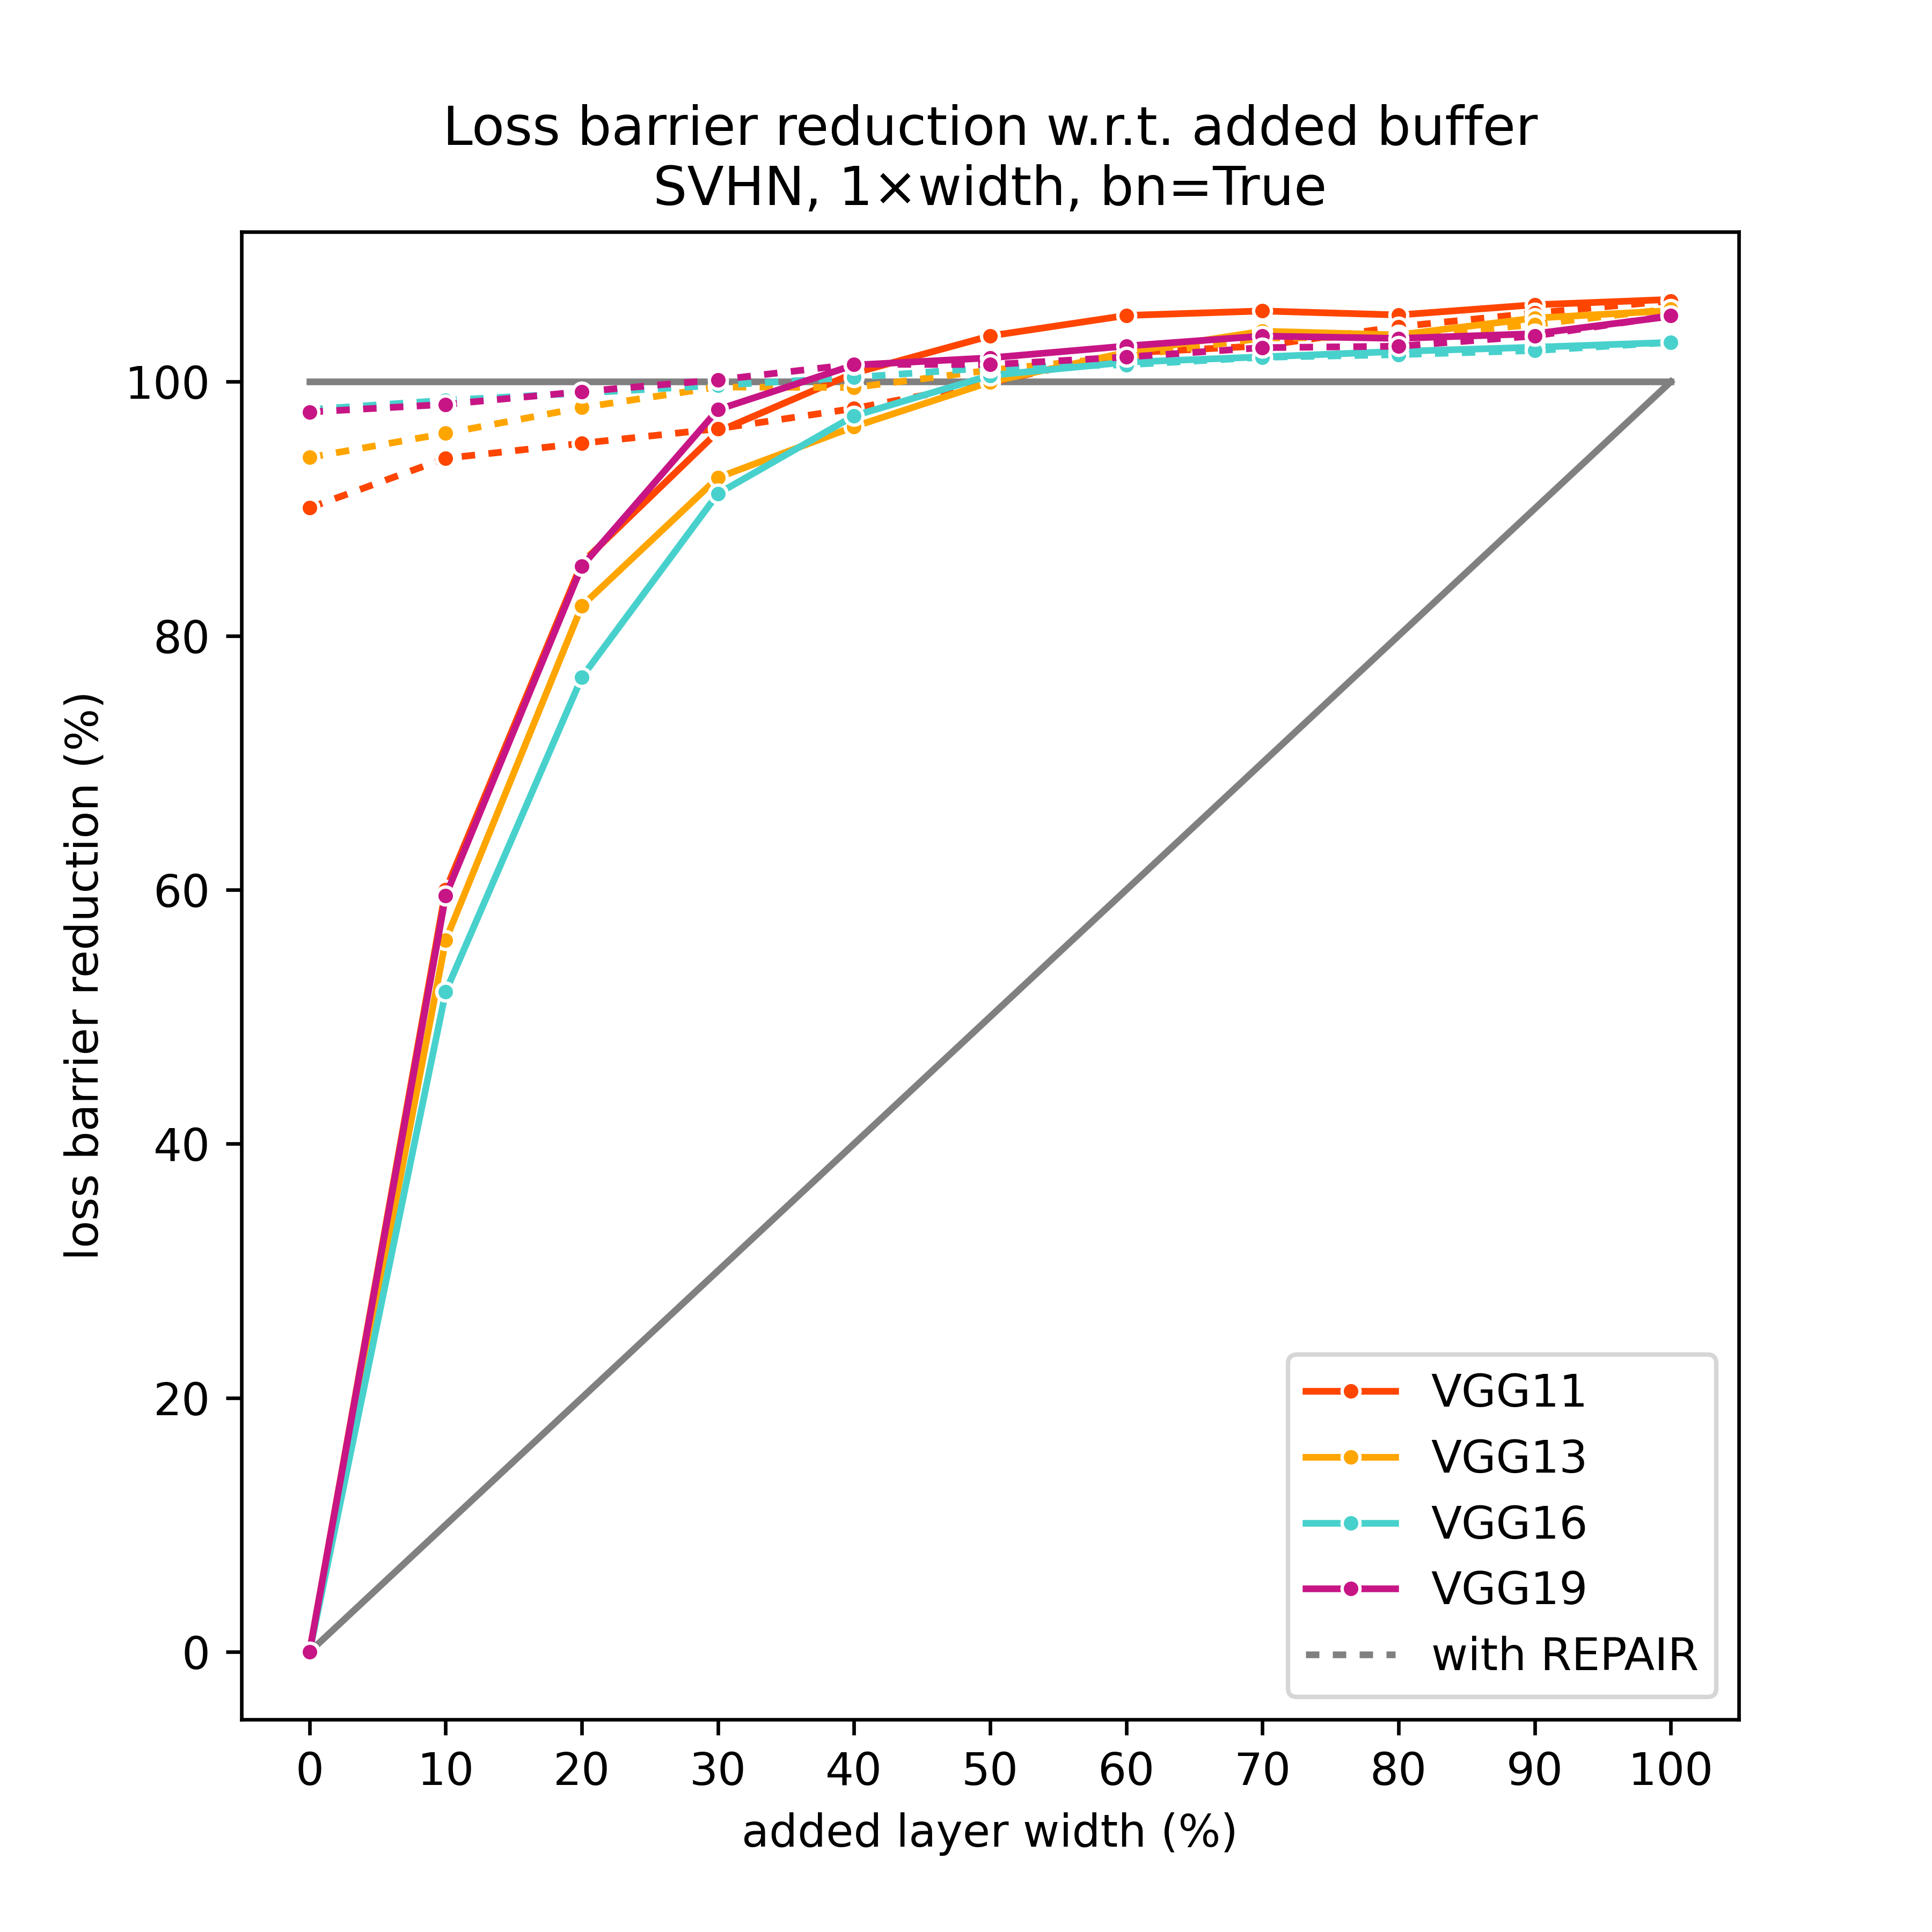 Loss barrier reduction w.r.t. added buffer
SVHN, 1×width, bn=True
loss barrier reduction (%)
100
80
60
40
20
0
0 10 20 30 40 50 60 70 80 90 100
added layer width (%)
VGG11
VGG13
VGG16
VGG19
with REPAIR